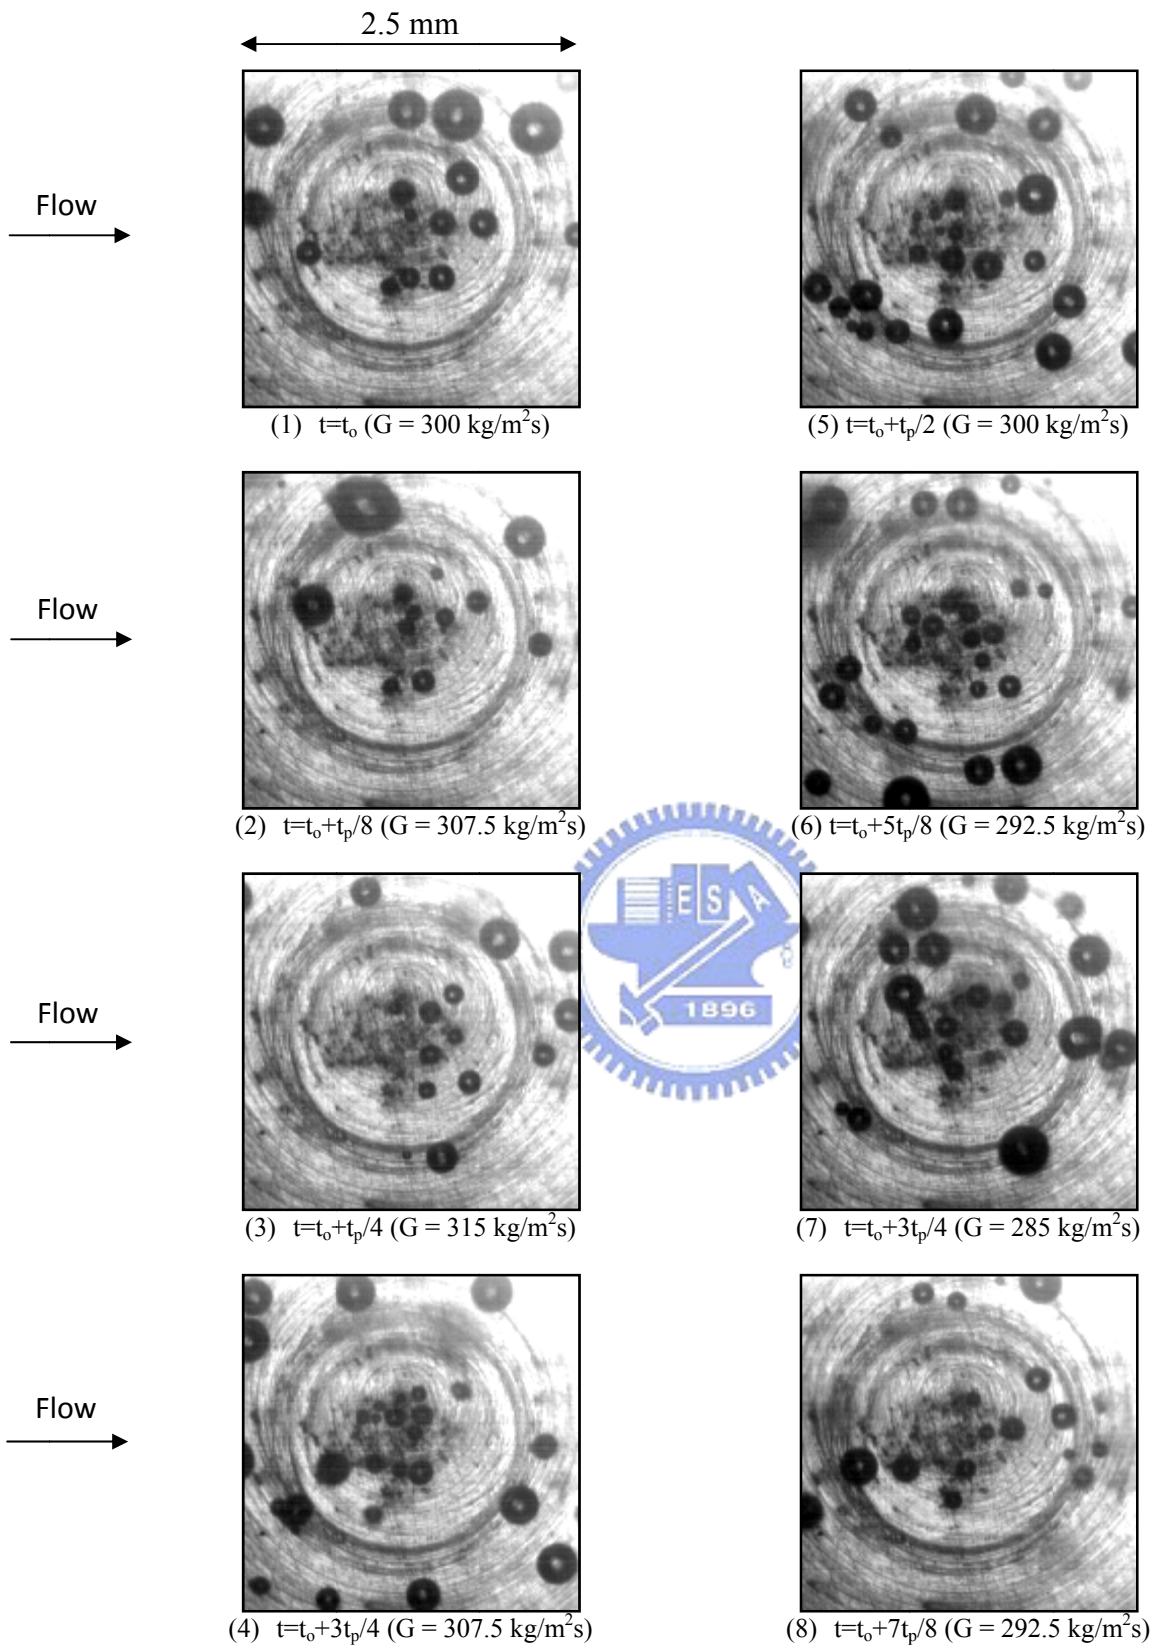 2.5 mm
Flow
(1) t=tₒ (G = 300 kg/m²s)
(5) t=tₒ+tₚ/2 (G = 300 kg/m²s)
Flow
(2) t=tₒ+tₚ/8 (G = 307.5 kg/m²s)
(6) t=tₒ+5tₚ/8 (G = 292.5 kg/m²s)
E S A
1896
Flow
(3) t=tₒ+tₚ/4 (G = 315 kg/m²s)
(7) t=tₒ+3tₚ/4 (G = 285 kg/m²s)
Flow
(4) t=tₒ+3tₚ/4 (G = 307.5 kg/m²s)
(8) t=tₒ+7tₚ/8 (G = 292.5 kg/m²s)